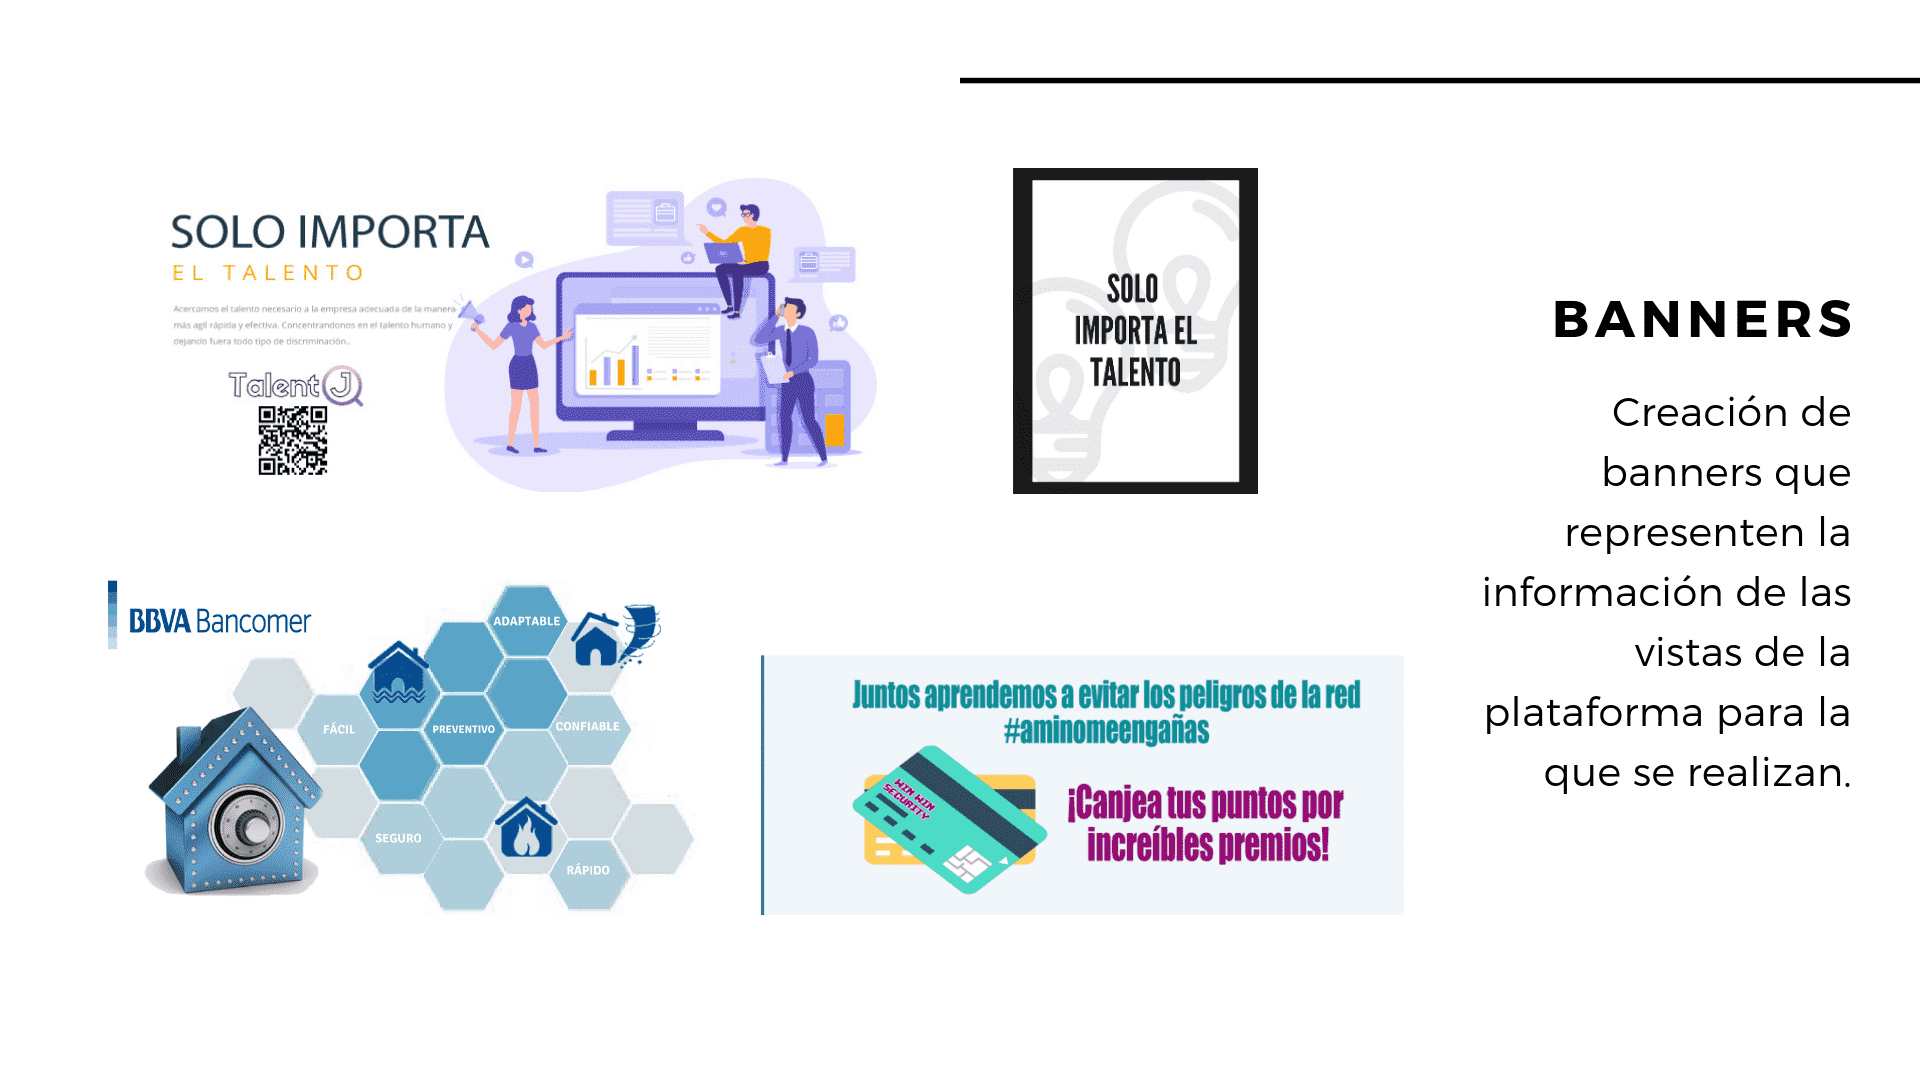 SOLO IMPORTA
EL TALENTO
Acercamos el talento necesario a la empresa adecuada de la manera
más agil rápida y efectiva. Concentrandonos en el talento humano y
dejando fuera todo tipo de discriminación..
TalentJ
SOLO
IMPORTA EL
TALENTO
BBVA Bancomer
ADAPTABLE
FÁCIL
PREVENTIVO
CONFIABLE
SEGURO
RÁPIDO
Juntos aprendemos a evitar los peligros de la red
#aminomeengañas
WIN WIN
SECURITY
¡Canjea tus puntos por
increíbles premios!
BANNERS
Creación de
banners que
representen la
información de las
vistas de la
plataforma para la
que se realizan.